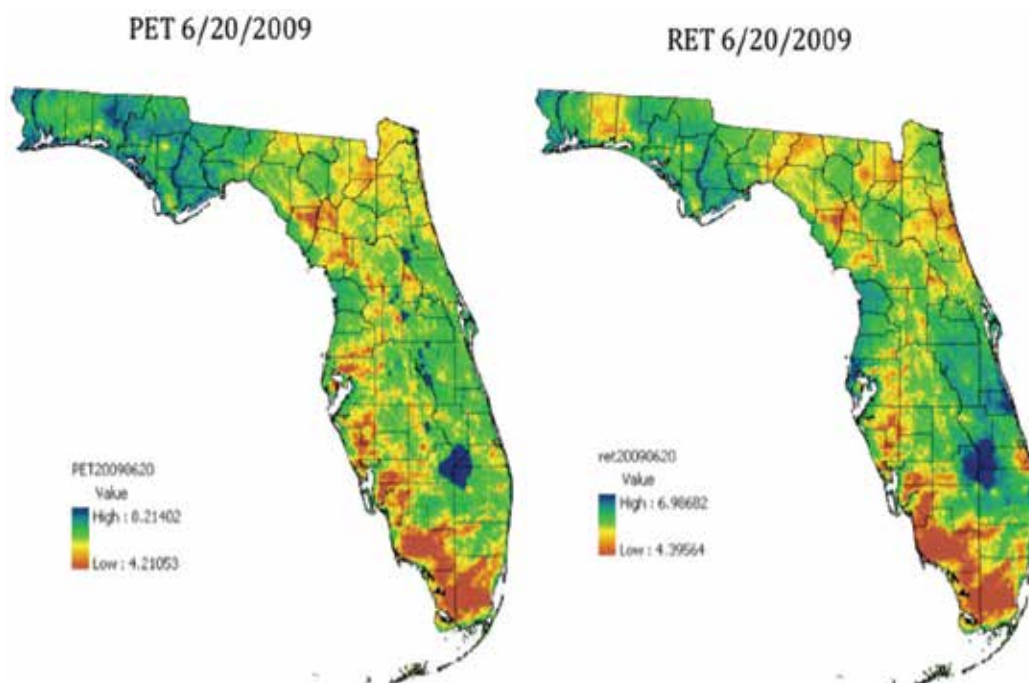 PET 6/20/2009
RET 6/20/2009
PET20090620
Value
High : 8.21402
Low : 4.21053
ret20090620
Value
High : 6.98682
Low : 4.39564